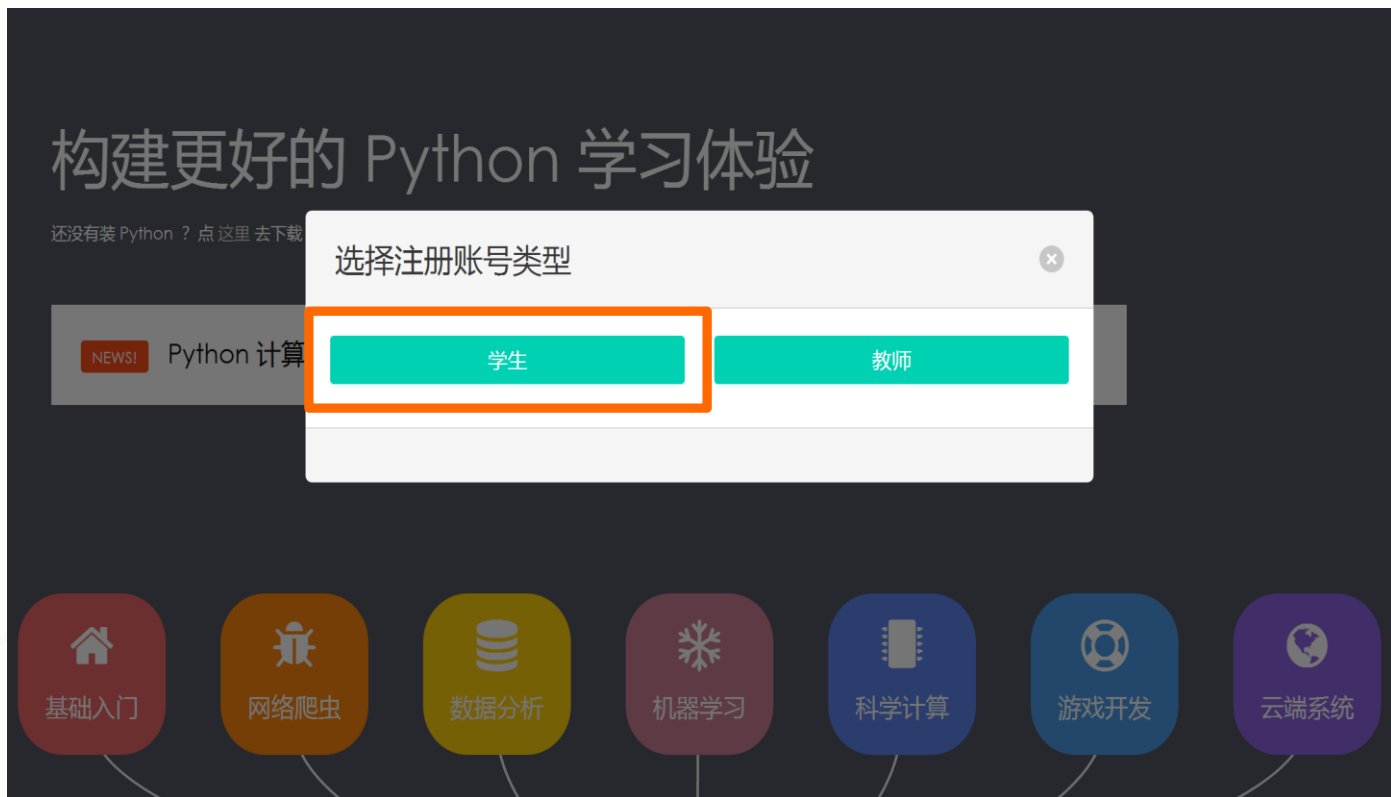 构建更好的 Python 学习体验
还没有装 Python ？点 这里 去下载
选择注册账号类型
NEWS!
Python 计算
学生
教师
基础入门
网络爬虫
数据分析
机器学习
科学计算
游戏开发
云端系统